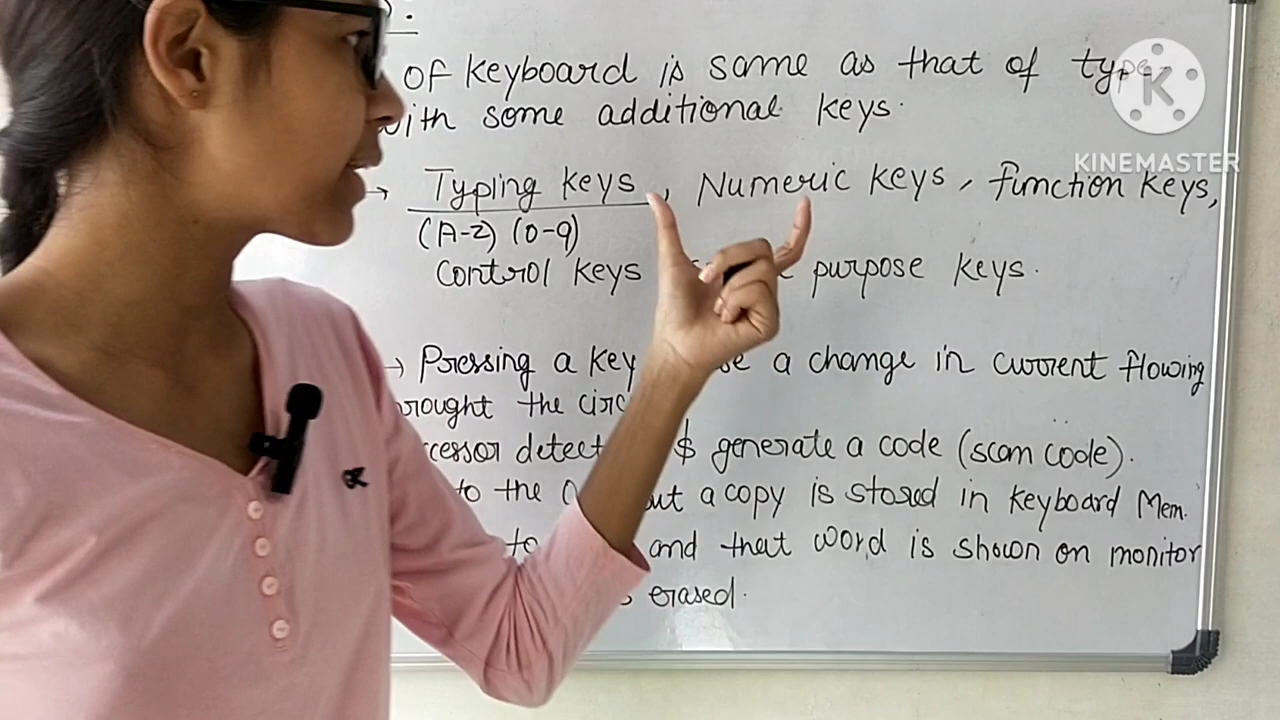 of keyboard is same as that of type
with some additional keys.
→ Typing keys, Numeric keys, function keys,
(A-Z) (0-9)
Control keys purpose keys.
→ Pressing a key a change in current flowing
the
detect & generate a code (scan code).
to the but a copy is stored in keyboard Mem.
to and that word is shown on monitor
erased.
K
KINEMASTER